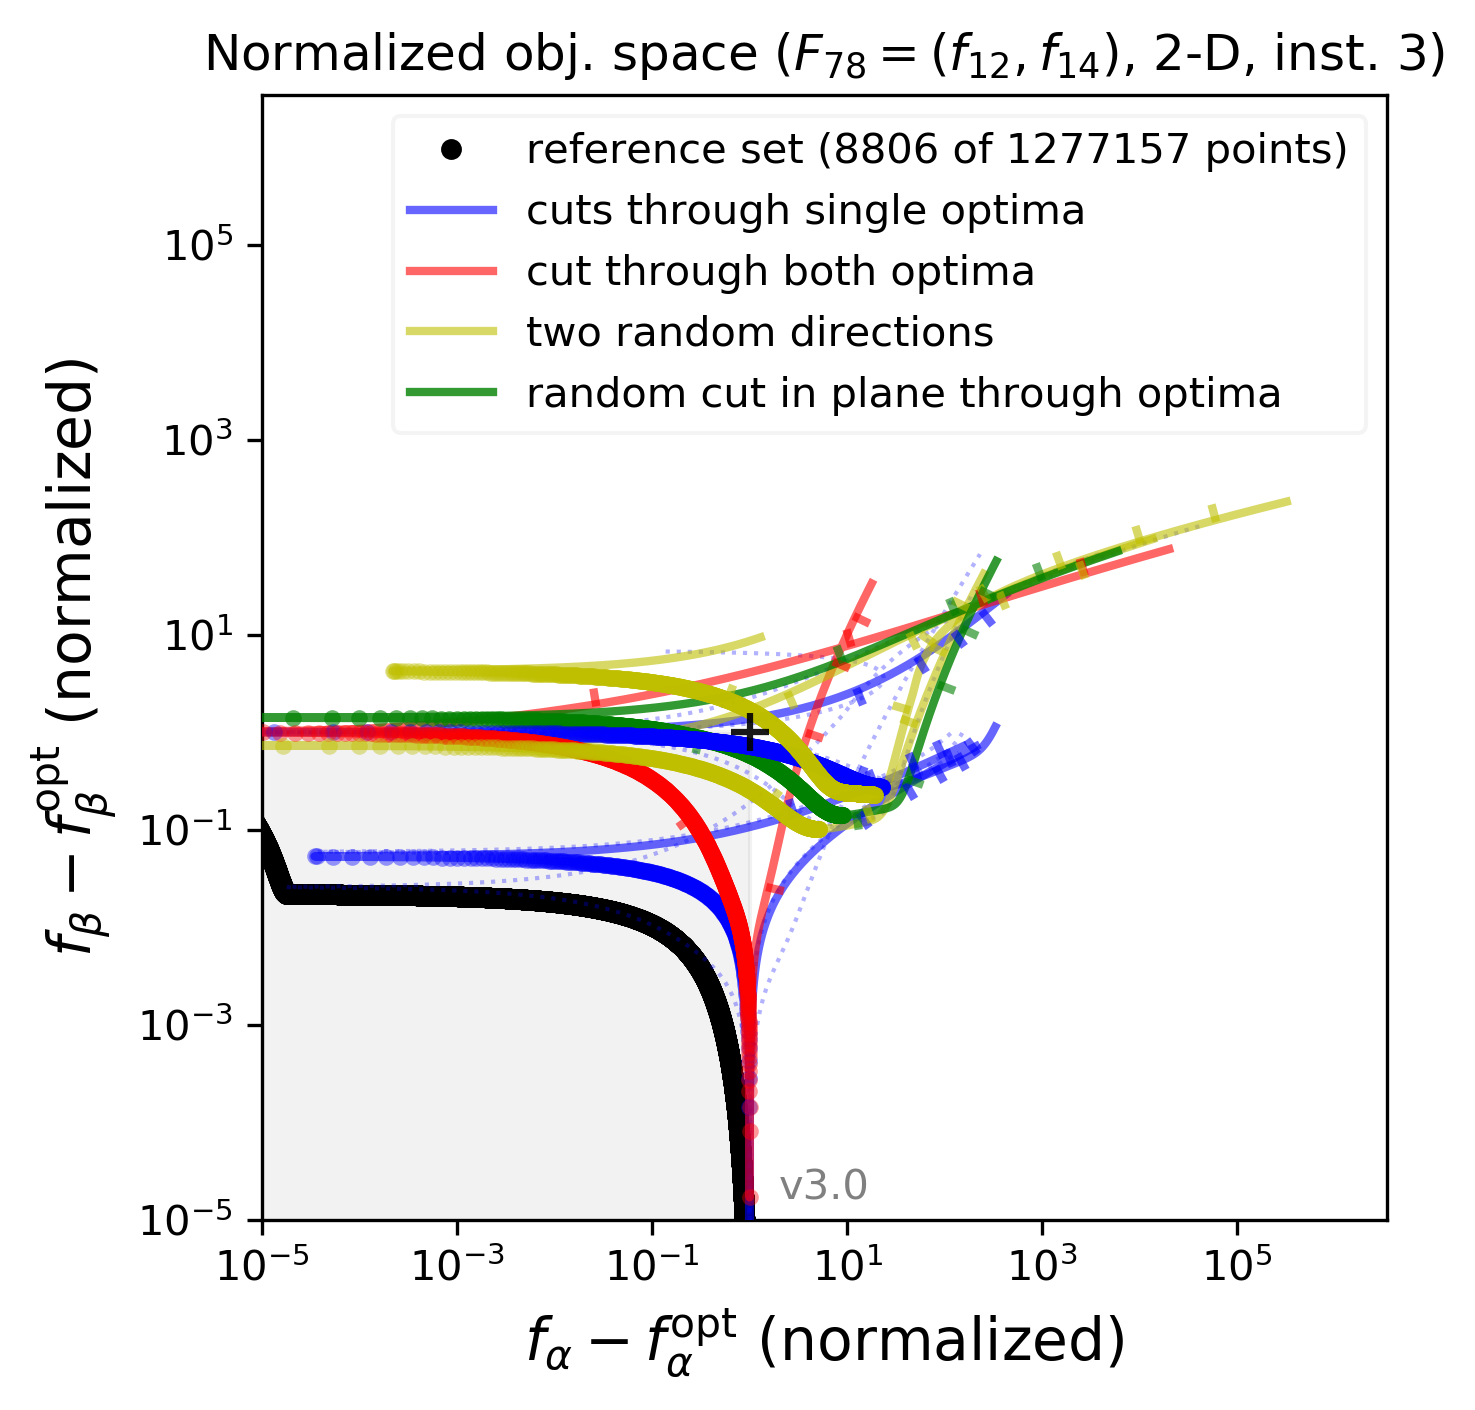 Normalized obj. space (F₇₈ = (f₁₂, f₁₄), 2-D, inst. 3)
reference set (8806 of 1277157 points)
cuts through single optima
cut through both optima
two random directions
random cut in plane through optima
10⁵
10³
10¹
10⁻¹
10⁻³
10⁻⁵
f_β − f_β^opt (normalized)
v3.0
10⁻⁵ 10⁻³ 10⁻¹ 10¹ 10³ 10⁵
f_α − f_α^opt (normalized)